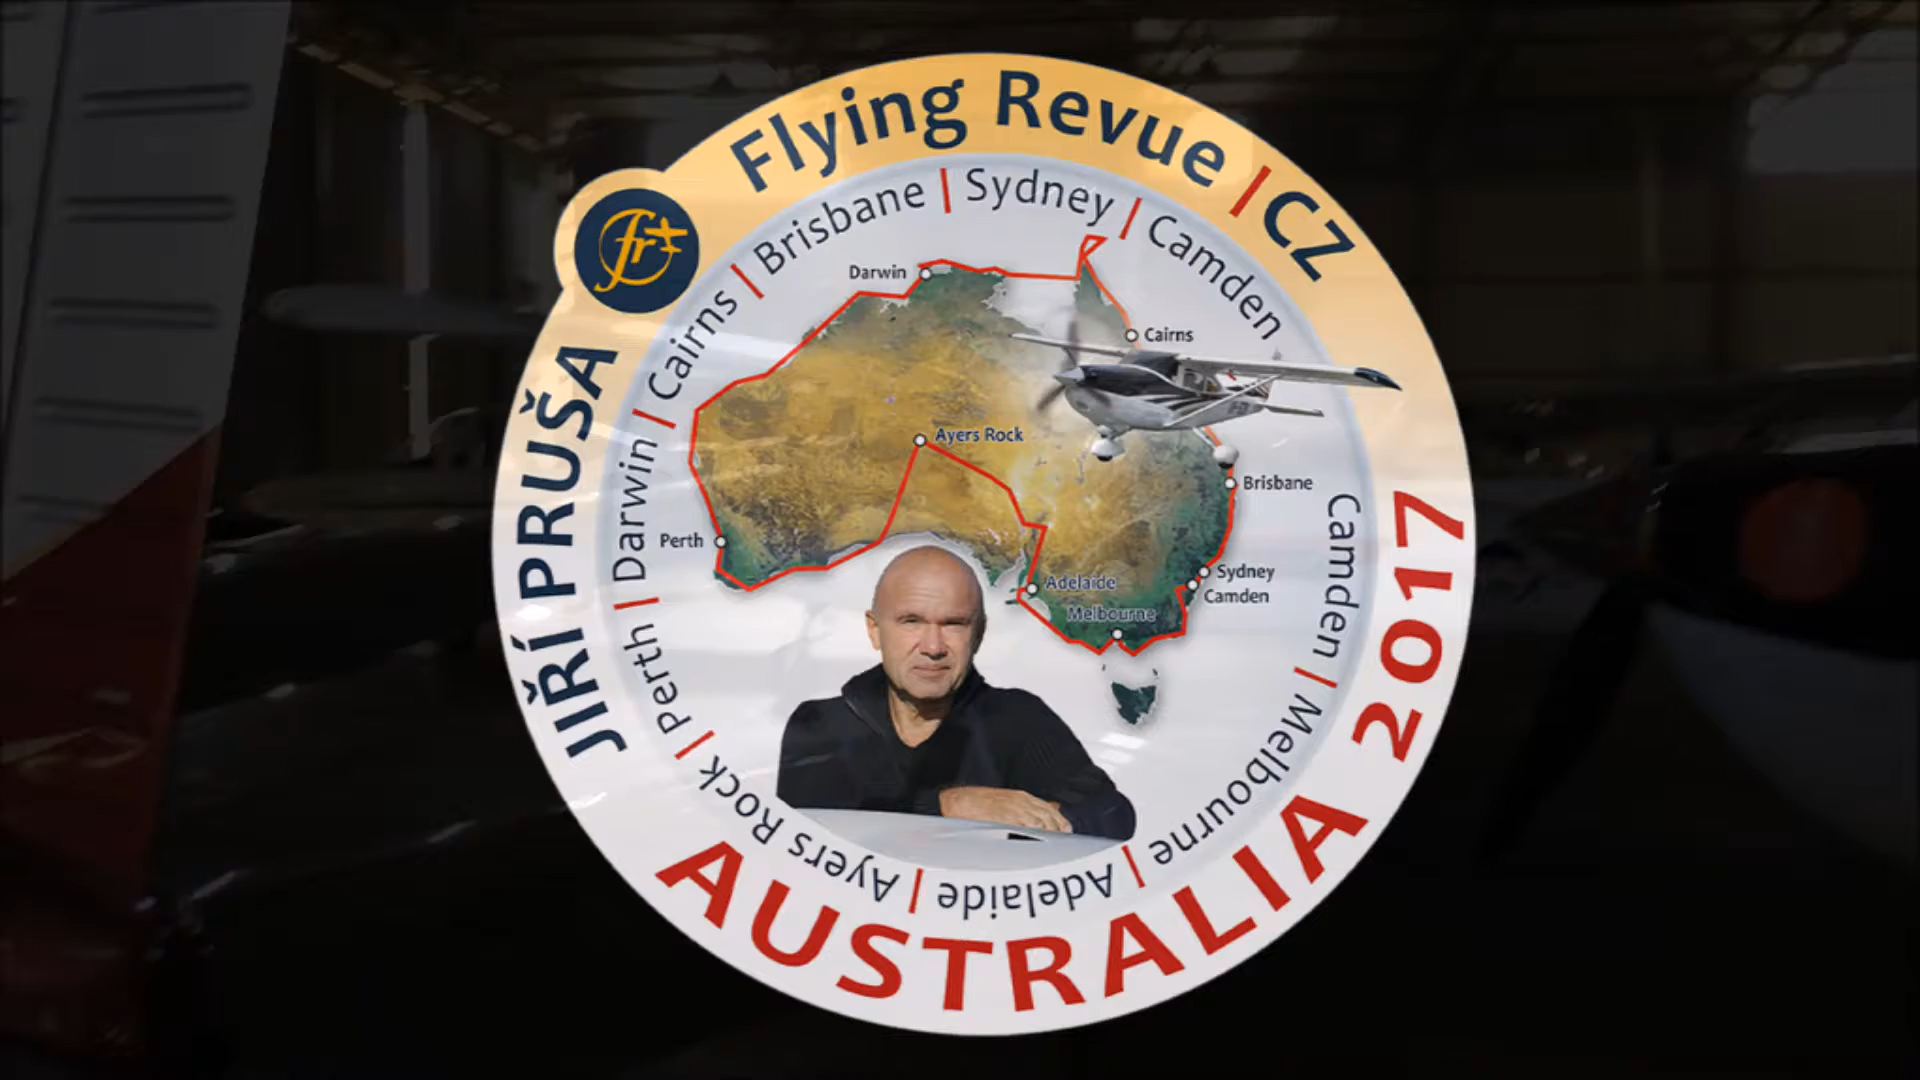 Flying Revue | CZ
fr
JIŘÍ PRUŠA
AUSTRALIA 2017
Camden | Melbourne | Adelaide | Ayers Rock | Perth | Darwin | Cairns | Brisbane | Sydney | Camden
Darwin
Cairns
Ayers Rock
Brisbane
Perth
Sydney
Adelaide
Camden
Melbourne